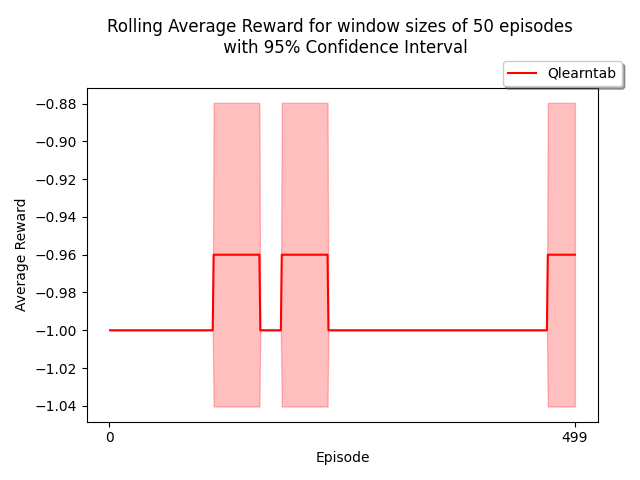 Rolling Average Reward for window sizes of 50 episodes
with 95% Confidence Interval
Qlearntab
Average Reward
−0.88
−0.90
−0.92
−0.94
−0.96
−0.98
−1.00
−1.02
−1.04
0
499
Episode